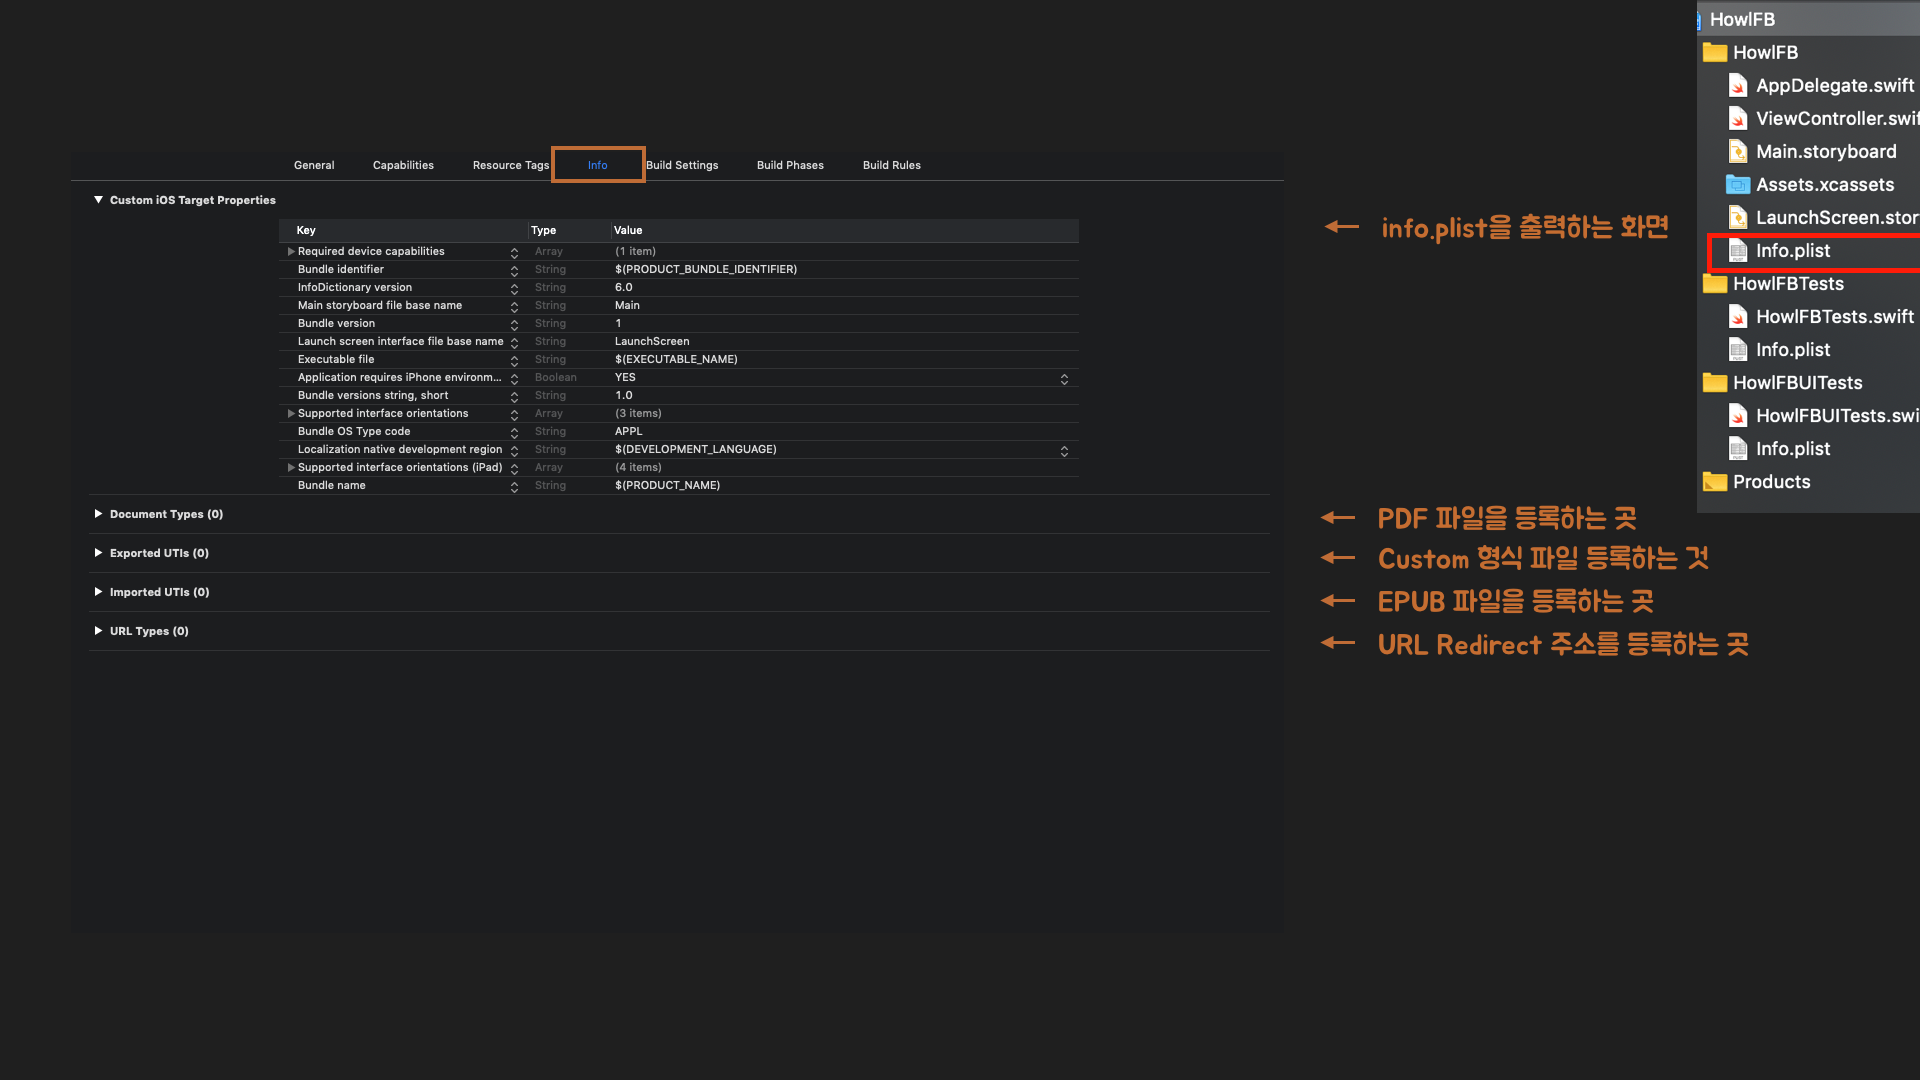 General Capabilities Resource Tags Info Build Settings Build Phases Build Rules
Custom iOS Target Properties
Key Type Value
Required device capabilities Array (1 item)
Bundle identifier String $(PRODUCT_BUNDLE_IDENTIFIER)
InfoDictionary version String 6.0
Main storyboard file base name String Main
Bundle version String 1
Launch screen interface file base name String LaunchScreen
Executable file String $(EXECUTABLE_NAME)
Application requires iPhone environm... Boolean YES
Bundle versions string, short String 1.0
Supported interface orientations Array (3 items)
Bundle OS Type code String APPL
Localization native development region String $(DEVELOPMENT_LANGUAGE)
Supported interface orientations (iPad) Array (4 items)
Bundle name String $(PRODUCT_NAME)
Document Types (0)
Exported UTIs (0)
Imported UTIs (0)
URL Types (0)
← info.plist을 출력하는 화면
← PDF 파일을 등록하는 곳
← Custom 형식 파일 등록하는 것
← EPUB 파일을 등록하는 곳
← URL Redirect 주소를 등록하는 곳
HowlFB
HowlFB
AppDelegate.swift
ViewController.swif
Main.storyboard
Assets.xcassets
LaunchScreen.stor
Info.plist
HowlFBTests
HowlFBTests.swift
Info.plist
HowlFBUITests
HowlFBUITests.swi
Info.plist
Products